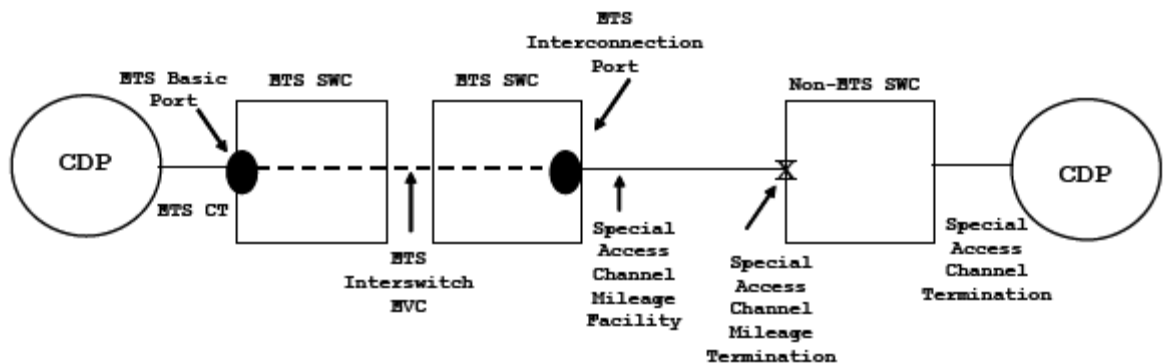 ETS
Interconnection
Port
ETS Basic
Port
ETS SWC
ETS SWC
Non-ETS SWC
CDP
CDP
ETS CT
ETS
Interswitch
EVC
Special
Access
Channel
Mileage
Facility
Special
Access
Channel
Mileage
Termination
Special
Access
Channel
Termination